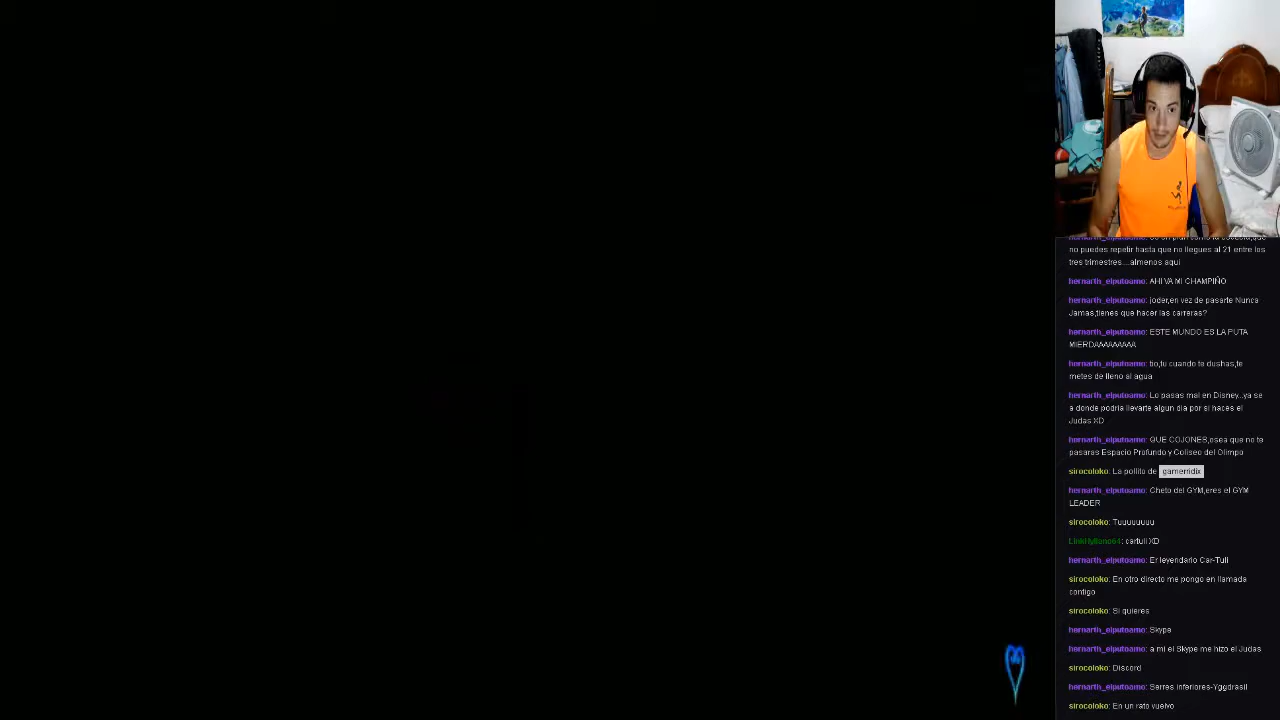 no puedes repetir hasta que no llegues al 21 entre los
tres trimestres....almenos aqui
hernarth_elputoamo: AHI VA MI CHAMPIÑO
hernarth_elputoamo: joder,en vez de pasarte Nunca
Jamas,tienes que hacer las carreras?
hernarth_elputoamo: ESTE MUNDO ES LA PUTA
MIERDAAAAAAAAA
hernarth_elputoamo: tio,tu cuando te dushas,te
metes de lleno al agua
hernarth_elputoamo: Lo pasas mal en Disney...ya se
a donde podria llevarte algun dia por si haces el
Judas XD
hernarth_elputoamo: QUE COJONES,osea que no te
pasaras Espacio Profundo y Coliseo del Olimpo
sirocoloko: La pollito de gamerridix
hernarth_elputoamo: Cheto del GYM,eres el GYM
LEADER
sirocoloko: Tuuuuuuu
LinkHyliano64: cartuli XD
hernarth_elputoamo: Er leyendario Car-Tuli
sirocoloko: En otro directo me pongo en llamada
contigo
sirocoloko: Si quieres
hernarth_elputoamo: Skype
hernarth_elputoamo: a mi el Skype me hizo el Judas
sirocoloko: Discord
hernarth_elputoamo: Serres inferiores-Yggdrasil
sirocoloko: En un rato vuelvo